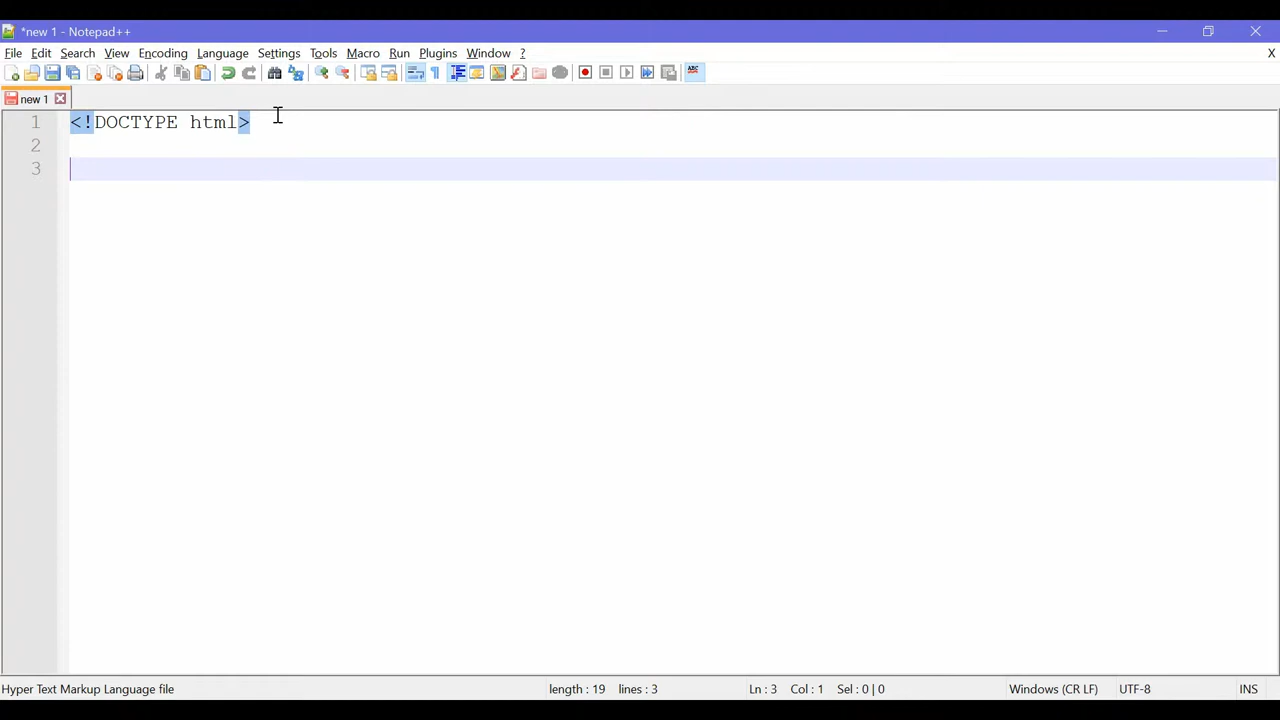 *new 1 - Notepad++
File Edit Search View Encoding Language Settings Tools Macro Run Plugins Window ? X
ABC
new 1
1 <!DOCTYPE html>
2
3
Hyper Text Markup Language file length : 19 lines : 3 Ln : 3 Col : 1 Sel : 0 | 0 Windows (CR LF) UTF-8 INS